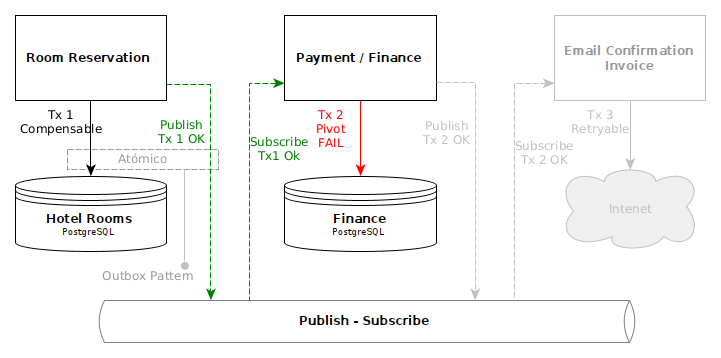 Room Reservation
Payment / Finance
Email Confirmation
Invoice
Tx 1
Compensable
Publish
Tx 1 OK
Subscribe
Tx1 Ok
Tx 2
Pivot
FAIL
Publish
Tx 2 OK
Subscribe
Tx 2 OK
Tx 3
Retryable
Atómico
Hotel Rooms
PostgreSQL
Finance
PostgreSQL
Intenet
Outbox Pattern
Publish - Subscribe